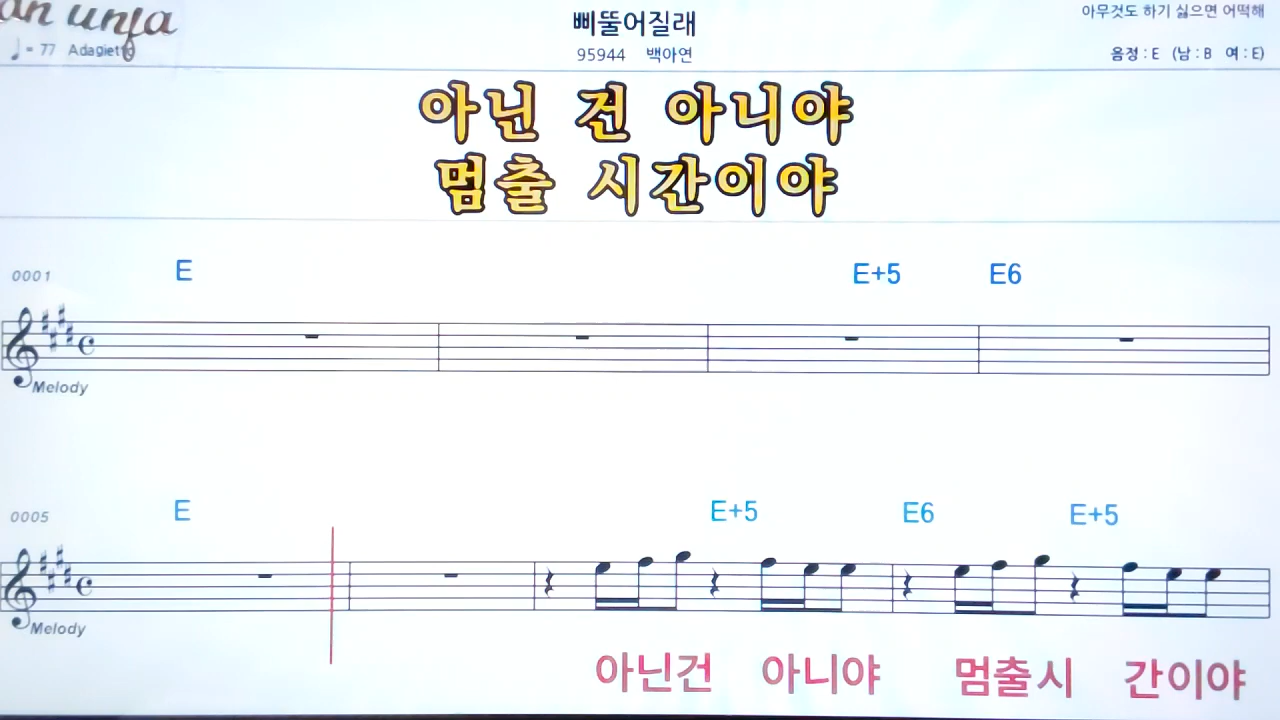 an unfa
♩ = 77 Adagietto
삐뚤어질래
95944 백아연
아무것도 하기 싫으면 어떡해
음정 : E (남 : B 여 : E)
아닌 건 아니야
멈출 시간이야
0001
E E+5 E6
Melody
0005
E E+5 E6 E+5
Melody
아닌건 아니야 멈출시 간이야